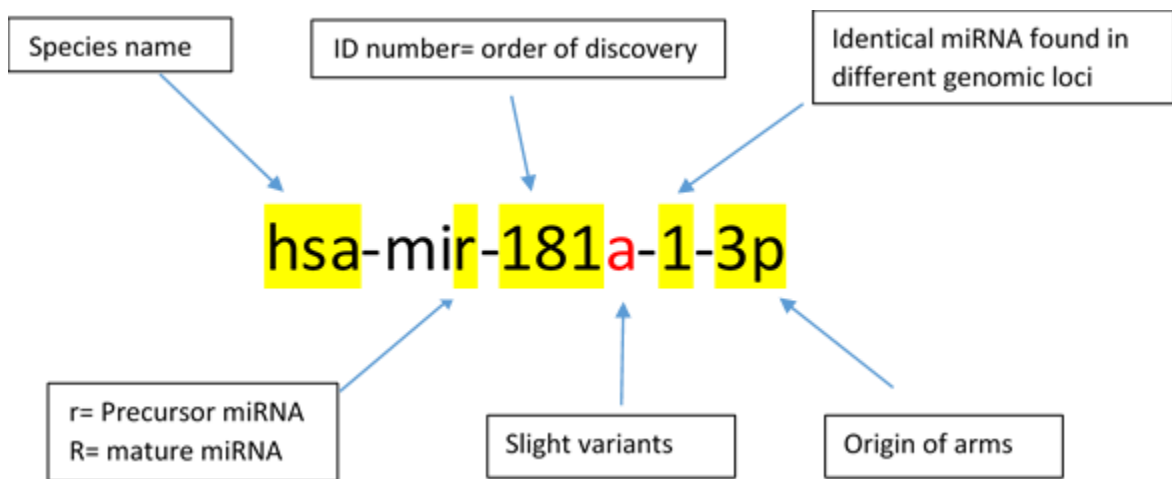 Species name
ID number= order of discovery
Identical miRNA found in
different genomic loci
hsa-mir-181a-1-3p
r= Precursor miRNA
R= mature miRNA
Slight variants
Origin of arms